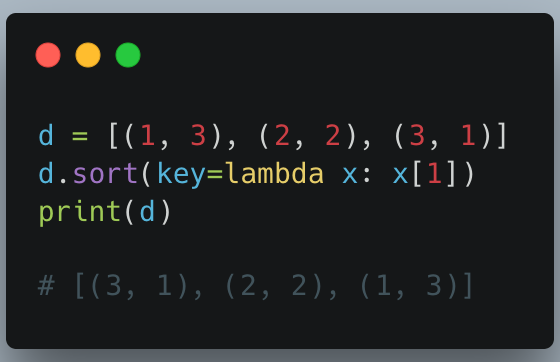 d = [(1, 3), (2, 2), (3, 1)]
d.sort(key=lambda x: x[1])
print(d)
# [(3, 1), (2, 2), (1, 3)]